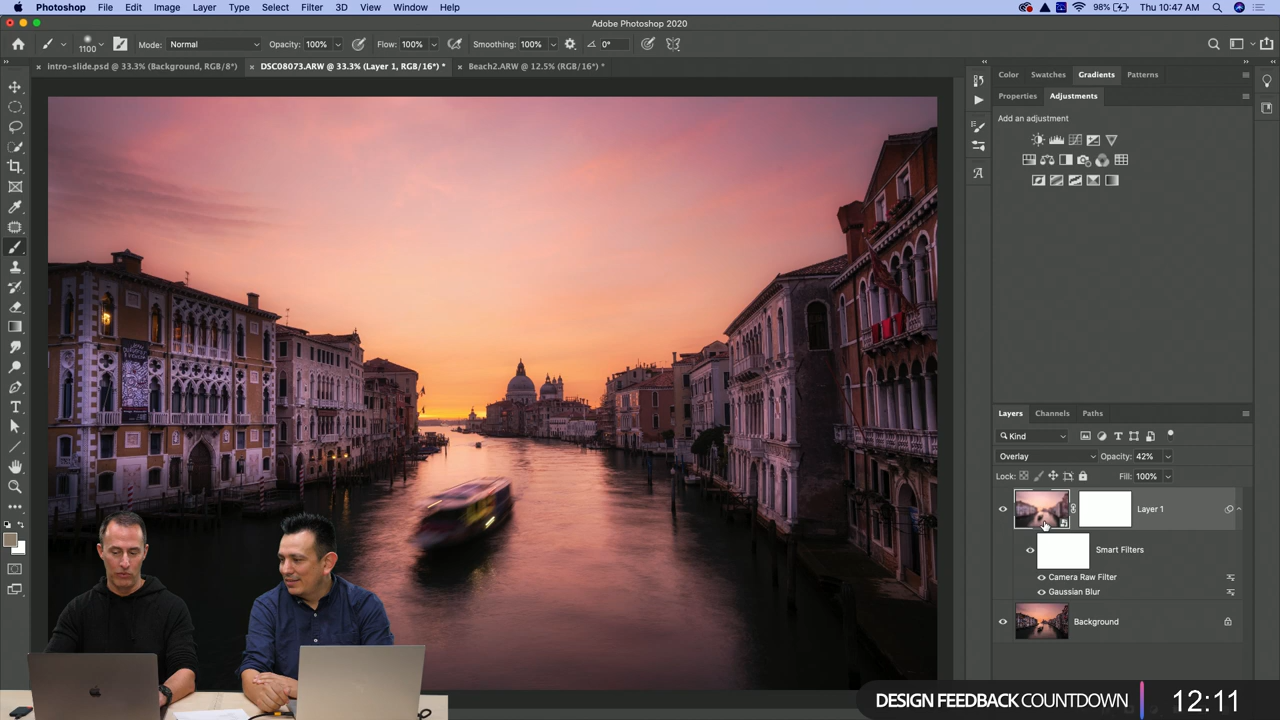 Photoshop File Edit Image Layer Type Select Filter 3D View Window Help
98% Thu 10:47 AM
Adobe Photoshop 2020
1100 Mode: Normal Opacity: 100% Flow: 100% Smoothing: 100% 0°
× intro-slide.psd @ 33.3% (Background, RGB/8*) × DSC08073.ARW @ 33.3% (Layer 1, RGB/16*) * × Beach2.ARW @ 12.5% (RGB/16*) *
Color Swatches Gradients Patterns
Properties Adjustments
Add an adjustment
Layers Channels Paths
Kind
Overlay Opacity: 42%
Lock: Fill: 100%
Layer 1
Smart Filters
Camera Raw Filter
Gaussian Blur
Background
DESIGN FEEDBACK COUNTDOWN 12:11